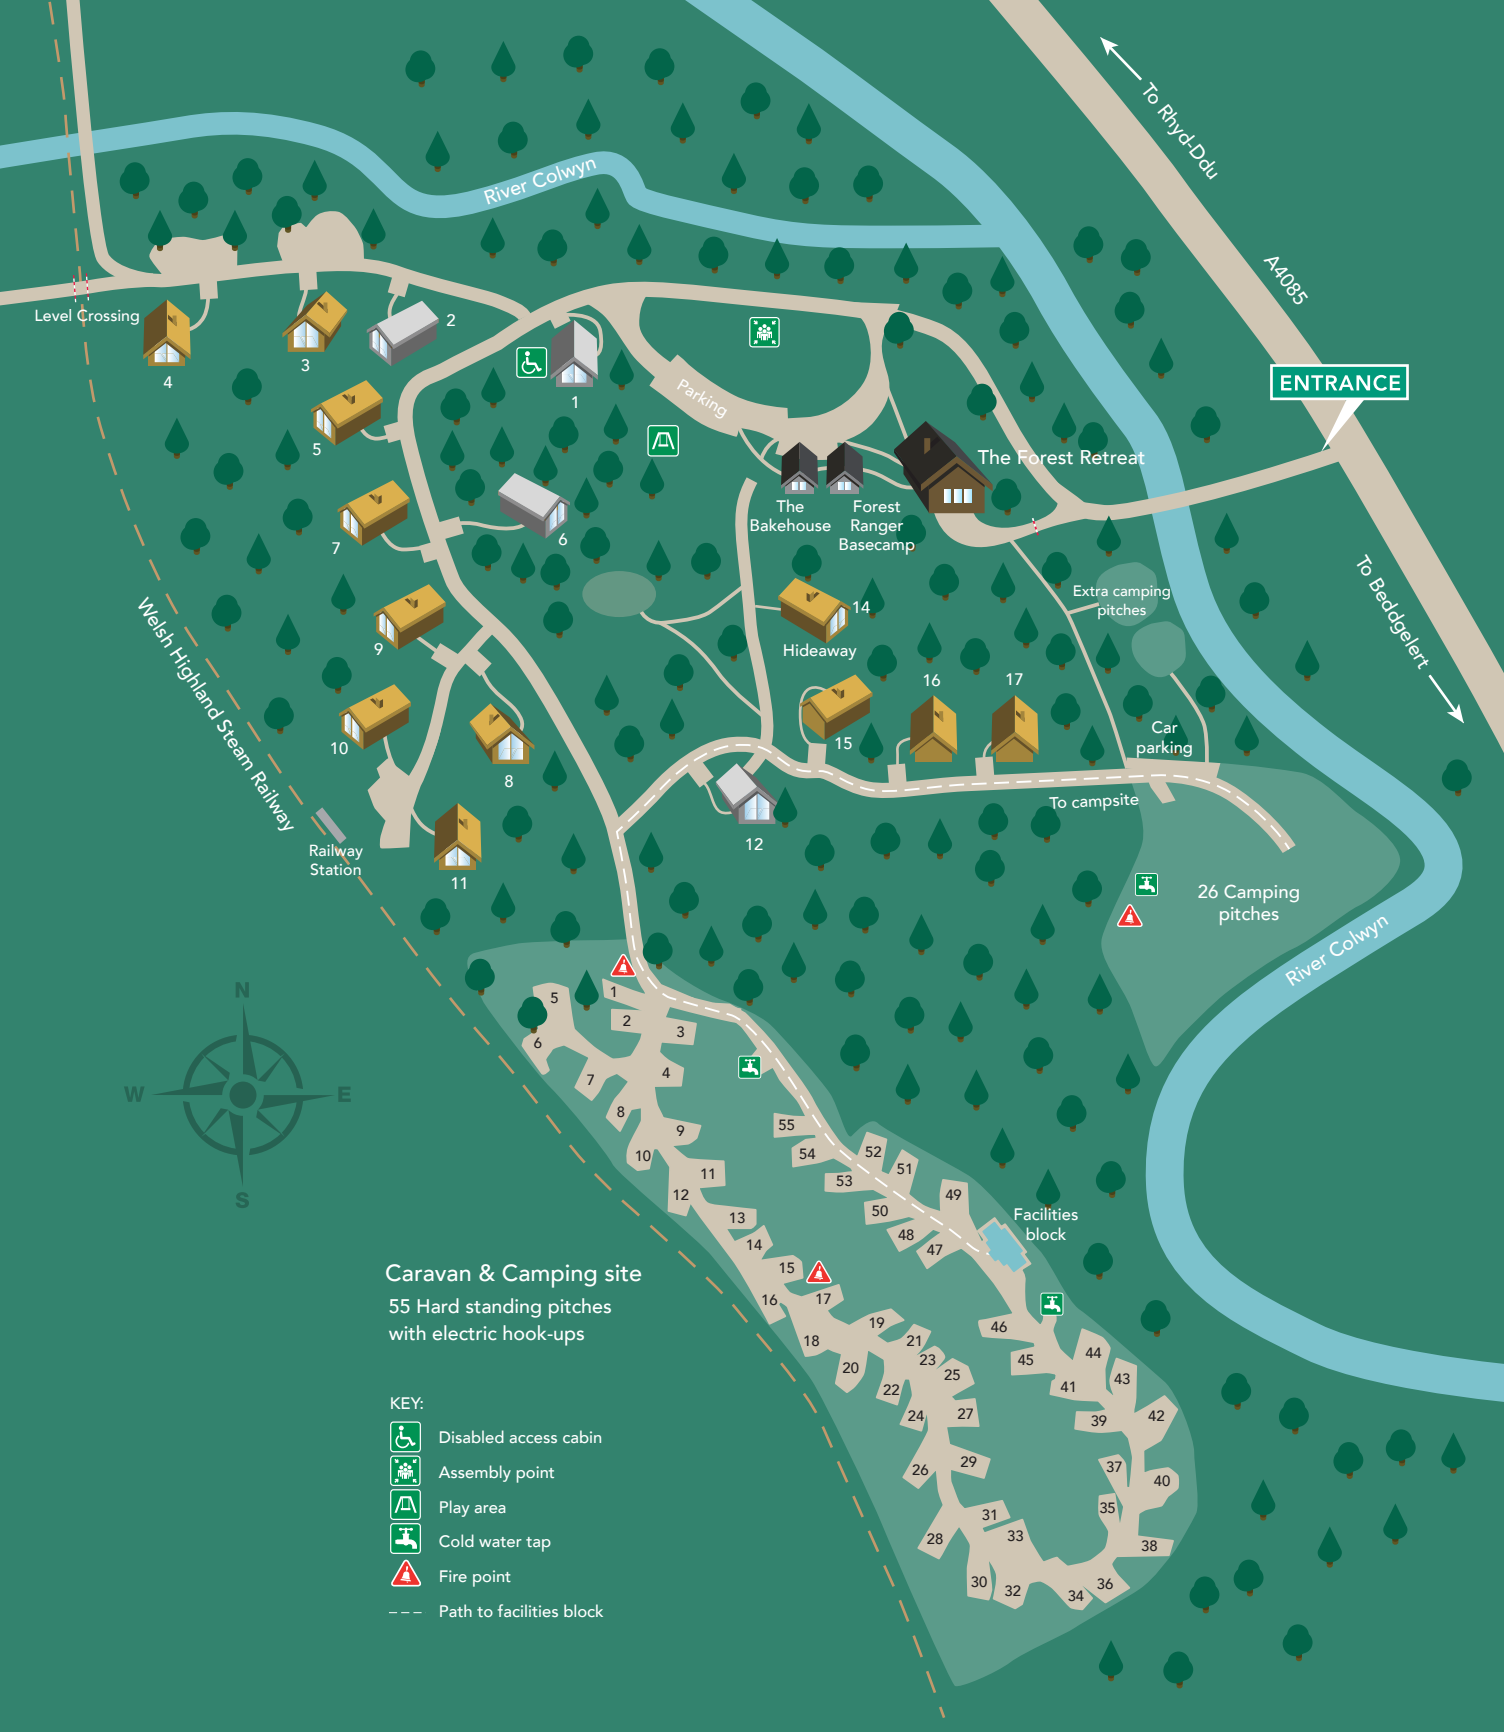 To Rhyd-Ddu
River Colwyn
A4085
Level Crossing
ENTRANCE
1
2
3
4
5
6
7
8
9
10
11
12
14
Hideaway
15
16
17
Parking
The Forest Retreat
The
Bakehouse
Forest
Ranger
Basecamp
Extra camping
pitches
To Beddgelert
Welsh Highland Steam Railway
Railway
Station
Car
parking
To campsite
26 Camping
pitches
River Colwyn
N
W
E
S
1
2
3
4
5
6
7
8
9
10
11
12
13
14
15
16
17
18
19
20
21
22
23
24
25
26
27
28
29
30
31
32
33
34
35
36
37
38
39
40
41
42
43
44
45
46
47
48
49
50
51
52
53
54
55
Facilities
block
Caravan & Camping site
55 Hard standing pitches
with electric hook-ups
KEY:
Disabled access cabin
Assembly point
Play area
Cold water tap
Fire point
Path to facilities block